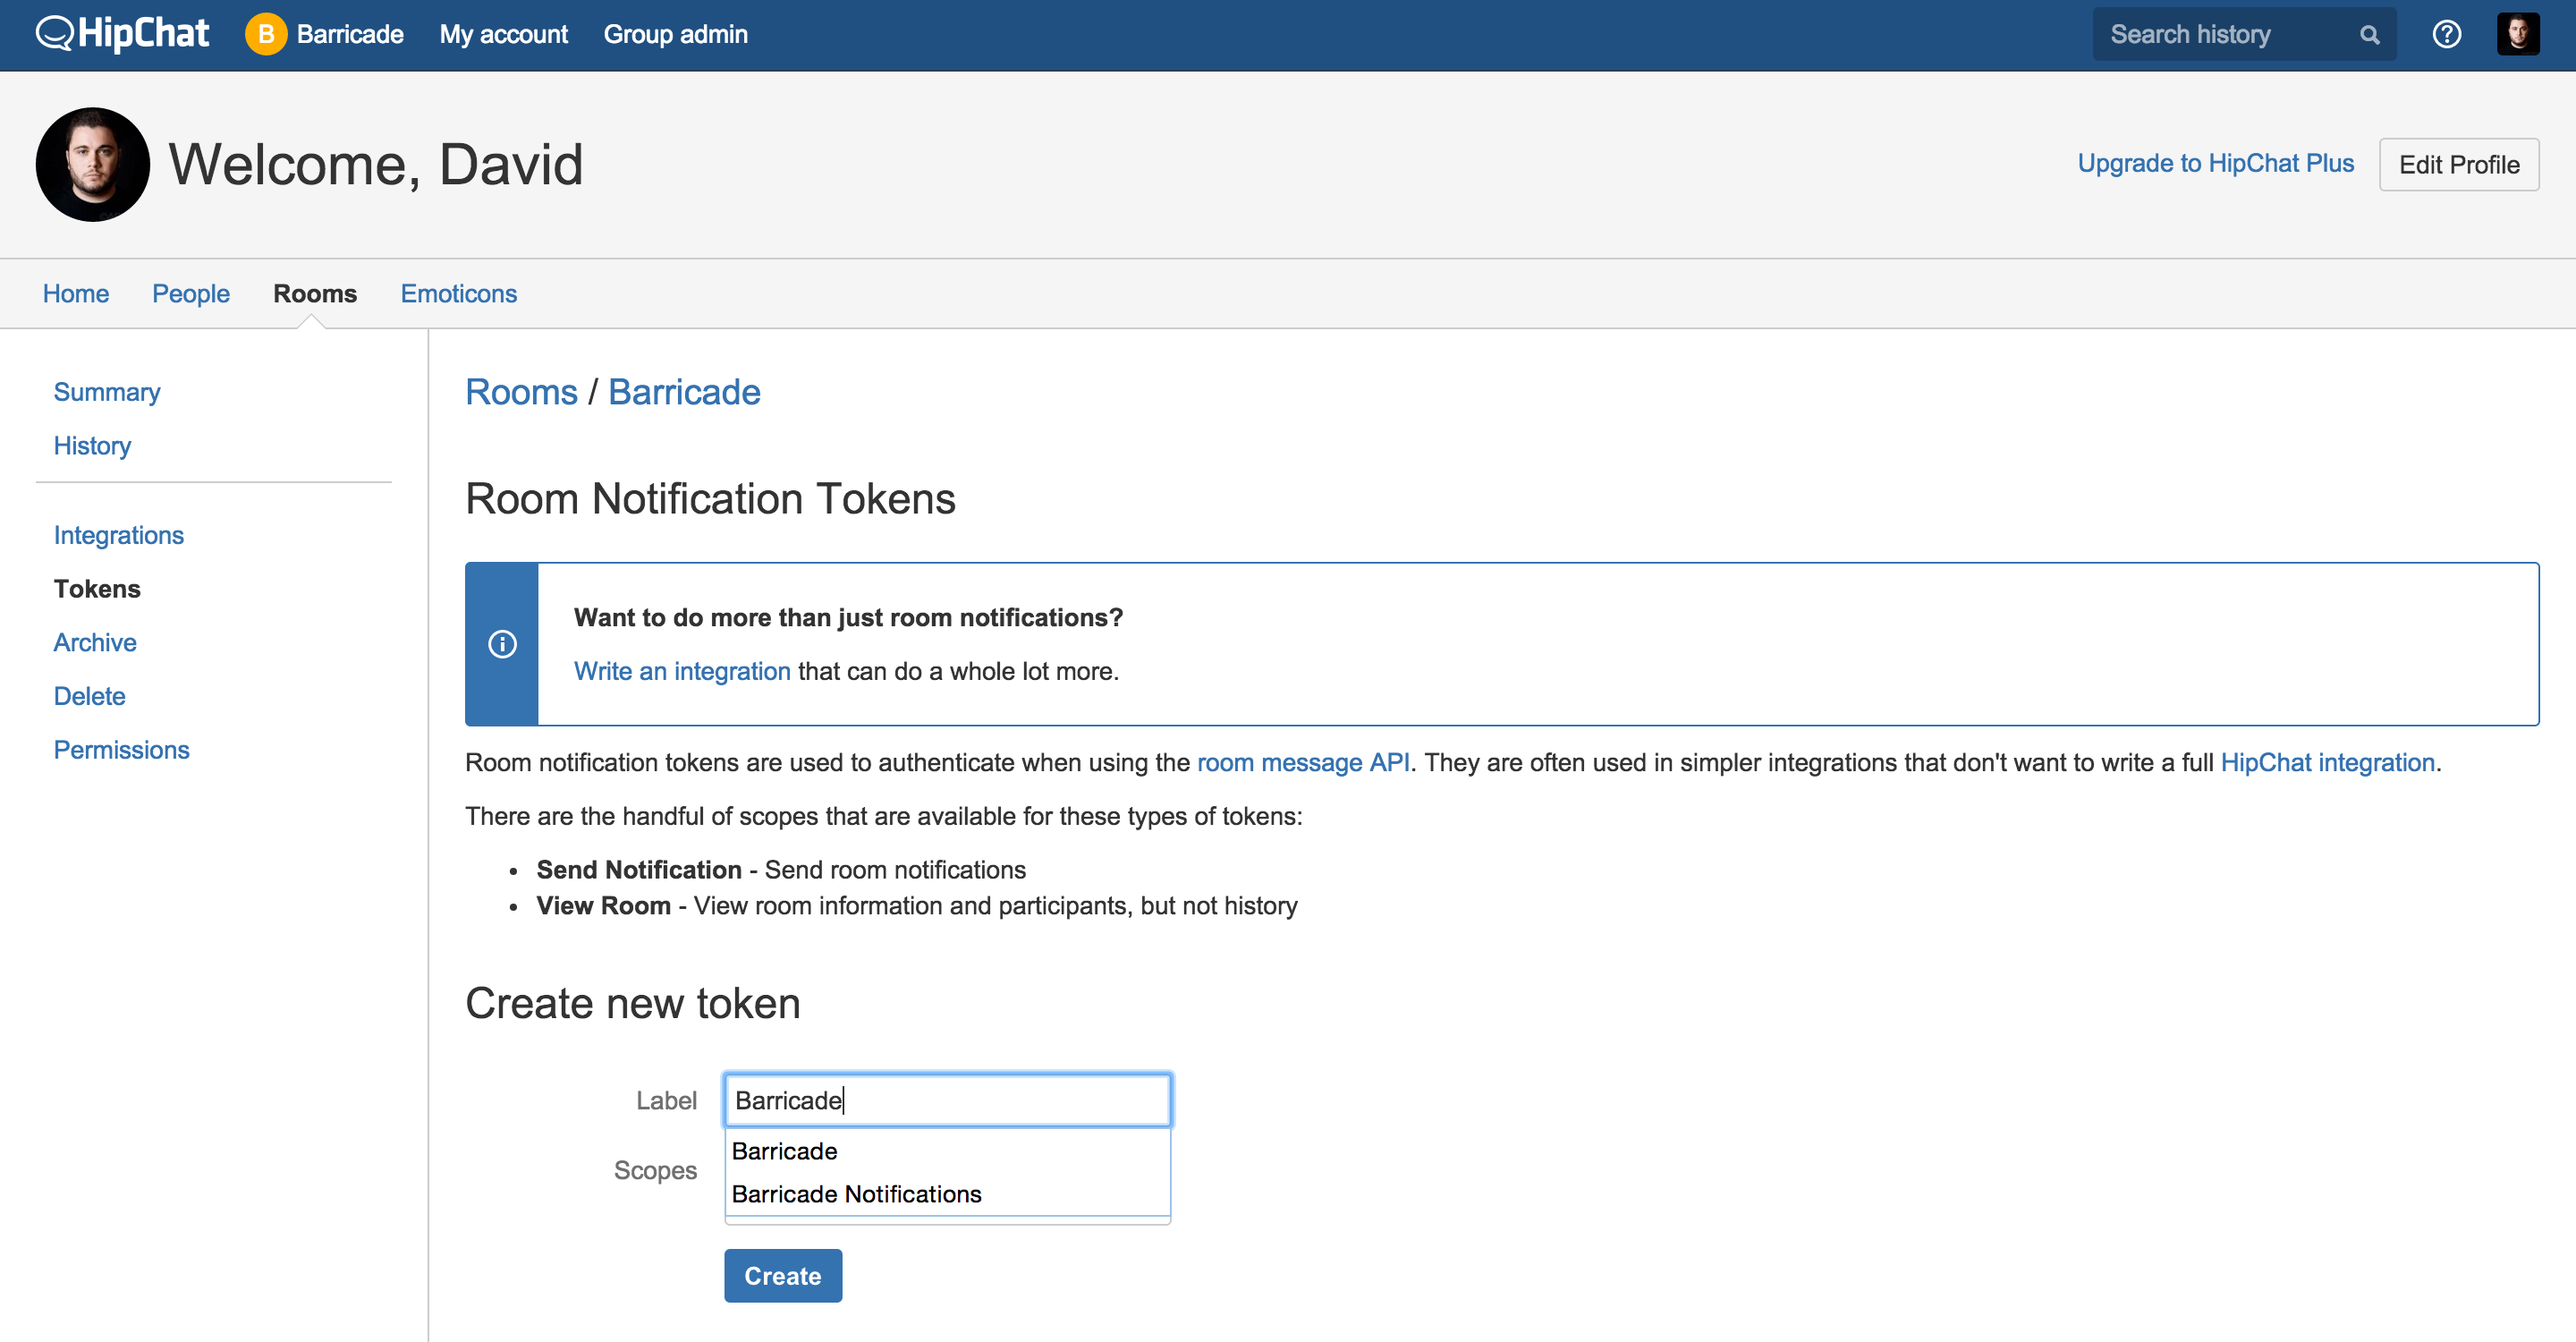 HipChat B Barricade My account Group admin Search history
Welcome, David
Upgrade to HipChat Plus Edit Profile
Home People Rooms Emoticons
Summary
History
Integrations
Tokens
Archive
Delete
Permissions
Rooms / Barricade
Room Notification Tokens
Want to do more than just room notifications?
Write an integration that can do a whole lot more.
Room notification tokens are used to authenticate when using the room message API. They are often used in simpler integrations that don't want to write a full HipChat integration.
There are the handful of scopes that are available for these types of tokens:
• Send Notification - Send room notifications
• View Room - View room information and participants, but not history
Create new token
Label Barricade
Barricade
Scopes
Barricade Notifications
Create